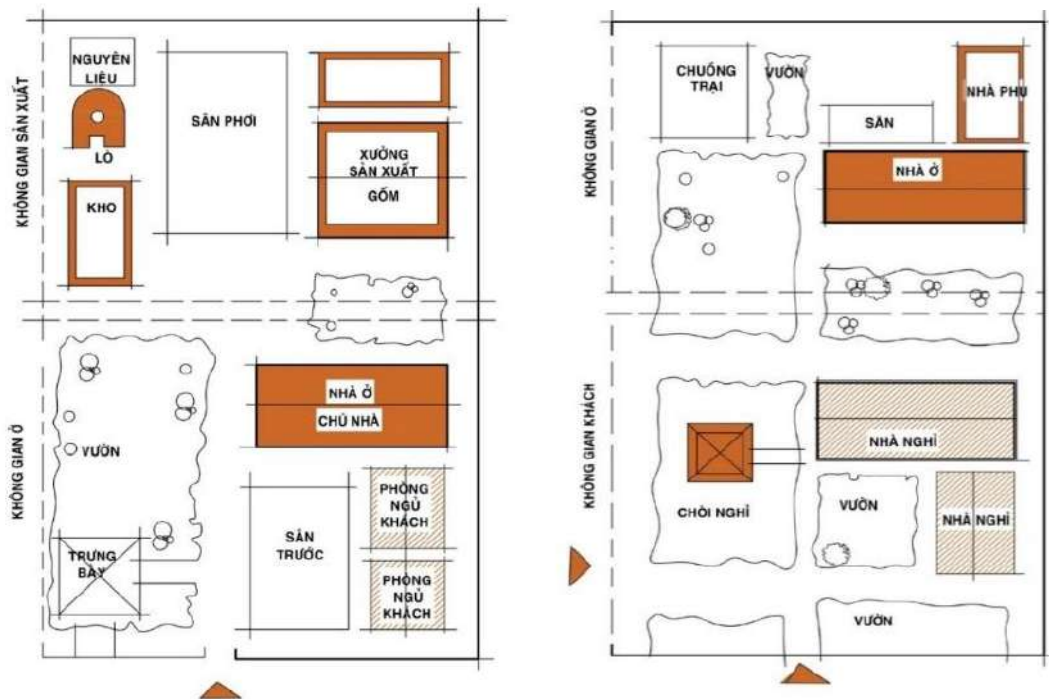 KHÔNG GIAN SẢN XUẤT
NGUYÊN
LIỆU
LÒ
KHO
SÂN PHƠI
XƯỞNG
SẢN XUẤT
GỐM
KHÔNG GIAN Ở
VƯỜN
TRƯNG
BÀY
NHÀ Ở
CHỦ NHÀ
SÂN
TRƯỚC
PHÒNG
NGỦ
KHÁCH
PHÒNG
NGỦ
KHÁCH
KHÔNG GIAN Ở
CHUỒNG
TRẠI
VƯỜN
SÂN
NHÀ PHỤ
NHÀ Ở
KHÔNG GIAN KHÁCH
CHÒI NGHỈ
NHÀ NGHỈ
VƯỜN
NHÀ NGHỈ
VƯỜN